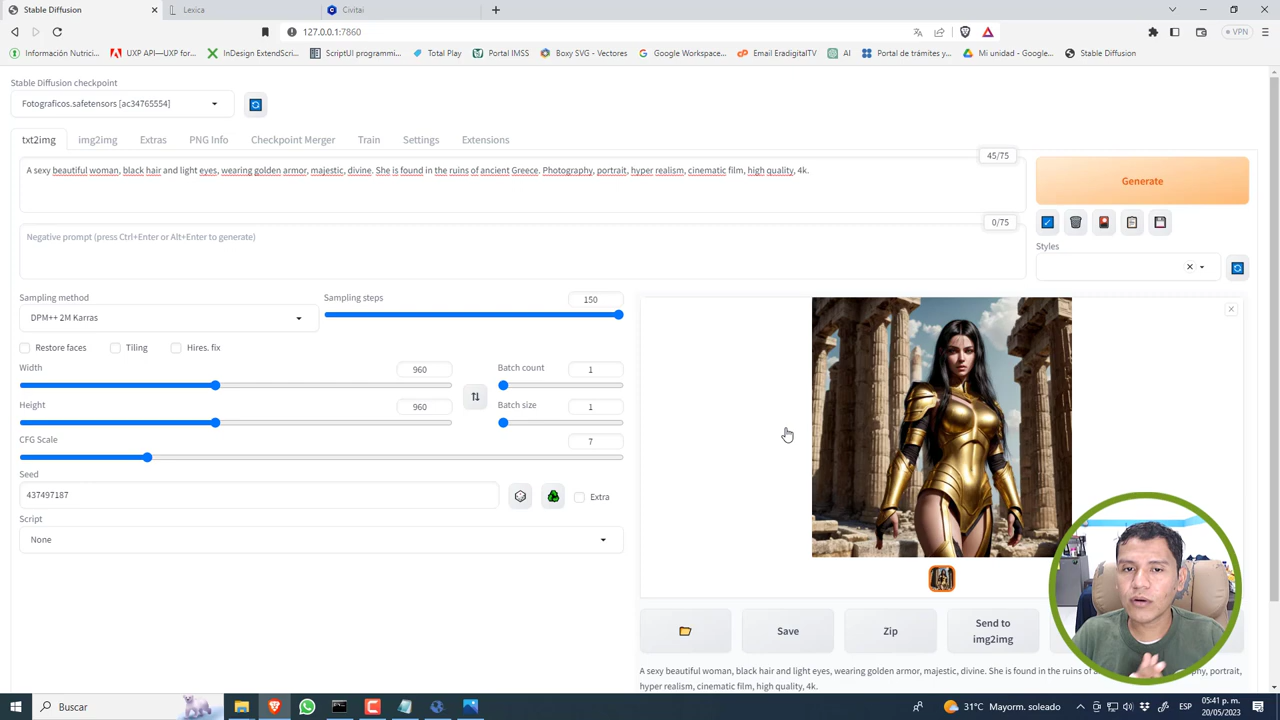 Stable Diffusion
Lexica
Civitai
127.0.0.1:7860
VPN
Información Nutrici...
UXP API—UXP for...
InDesign ExtendScri...
ScriptUI programmi...
Total Play
Portal IMSS
Boxy SVG - Vectores
Google Workspace...
Email EradigitalTV
AI
Portal de trámites y...
Mi unidad - Google...
Stable Diffusion
Stable Diffusion checkpoint
Fotograficos.safetensors [ac34765554]
txt2img
img2img
Extras
PNG Info
Checkpoint Merger
Train
Settings
Extensions
45/75
A sexy beautiful woman, black hair and light eyes, wearing golden armor, majestic, divine. She is found in the ruins of ancient Greece. Photography, portrait, hyper realism, cinematic film, high quality, 4k.
Generate
0/75
Negative prompt (press Ctrl+Enter or Alt+Enter to generate)
Styles
Sampling method
Sampling steps
150
DPM++ 2M Karras
Restore faces
Tiling
Hires. fix
Width
960
Batch count
1
Height
960
Batch size
1
CFG Scale
7
Seed
437497187
Extra
Script
None
Save
Zip
Send to
img2img
A sexy beautiful woman, black hair and light eyes, wearing golden armor, majestic, divine. She is found in the ruins of
portrait,
hyper realism, cinematic film, high quality, 4k.
Buscar
31°C Mayorm. soleado
ESP
05:41 p. m.
20/05/2023